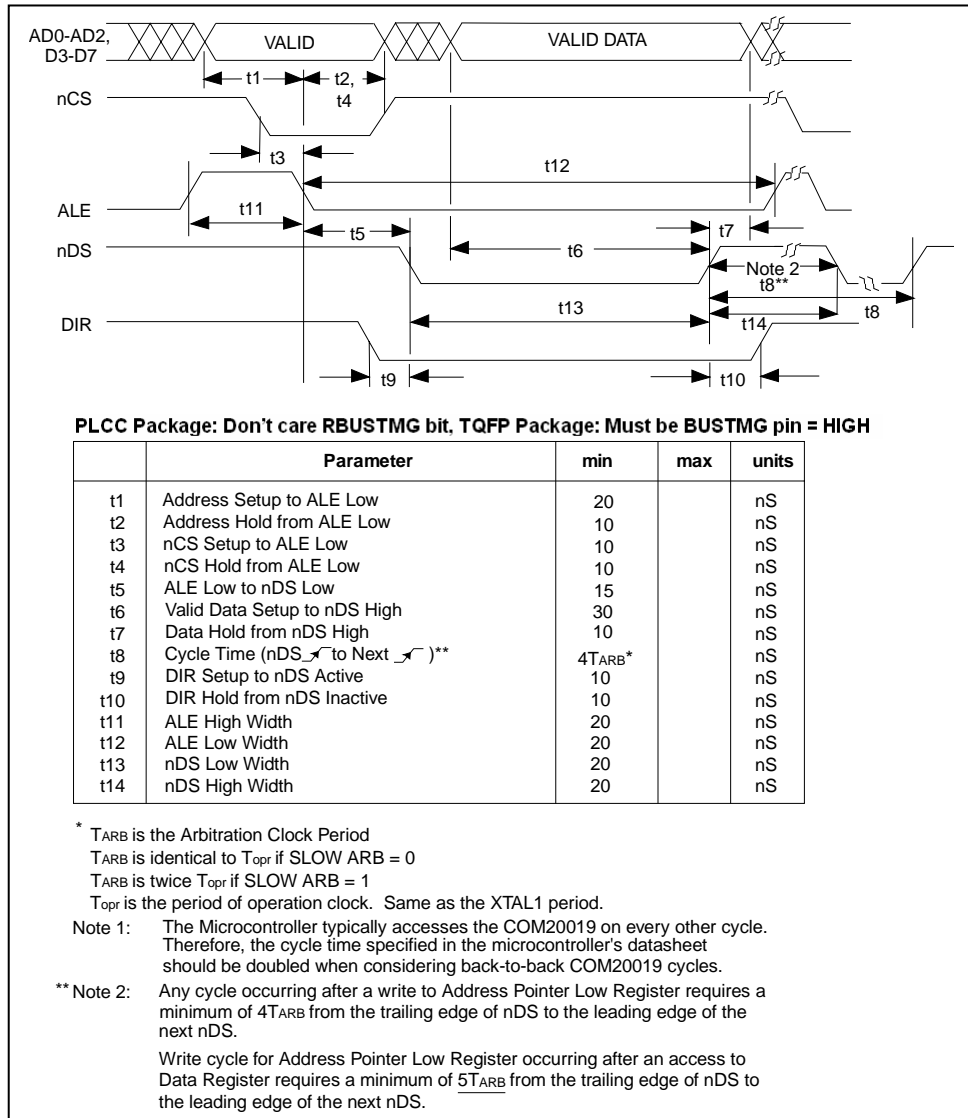 AD0-AD2,
D3-D7
VALID
VALID DATA
t1
t2,
t4
nCS
t3
t12
ALE
t11
t5
t7
nDS
t6
Note 2
t8**
t8
t13
t14
DIR
t9
t10
PLCC Package: Don't care RBUSTMG bit, TQFP Package: Must be BUSTMG pin = HIGH
Parameter min max units
t1 Address Setup to ALE Low 20 nS
t2 Address Hold from ALE Low 10 nS
t3 nCS Setup to ALE Low 10 nS
t4 nCS Hold from ALE Low 10 nS
t5 ALE Low to nDS Low 15 nS
t6 Valid Data Setup to nDS High 30 nS
t7 Data Hold from nDS High 10 nS
t8 Cycle Time (nDS to Next )** 4TARB* nS
t9 DIR Setup to nDS Active 10 nS
t10 DIR Hold from nDS Inactive 10 nS
t11 ALE High Width 20 nS
t12 ALE Low Width 20 nS
t13 nDS Low Width 20 nS
t14 nDS High Width 20 nS
* TARB is the Arbitration Clock Period
TARB is identical to Topr if SLOW ARB = 0
TARB is twice Topr if SLOW ARB = 1
Topr is the period of operation clock. Same as the XTAL1 period.
Note 1: The Microcontroller typically accesses the COM20019 on every other cycle.
Therefore, the cycle time specified in the microcontroller's datasheet
should be doubled when considering back-to-back COM20019 cycles.
** Note 2: Any cycle occurring after a write to Address Pointer Low Register requires a
minimum of 4TARB from the trailing edge of nDS to the leading edge of the
next nDS.
Write cycle for Address Pointer Low Register occurring after an access to
Data Register requires a minimum of 5TARB from the trailing edge of nDS to
the leading edge of the next nDS.